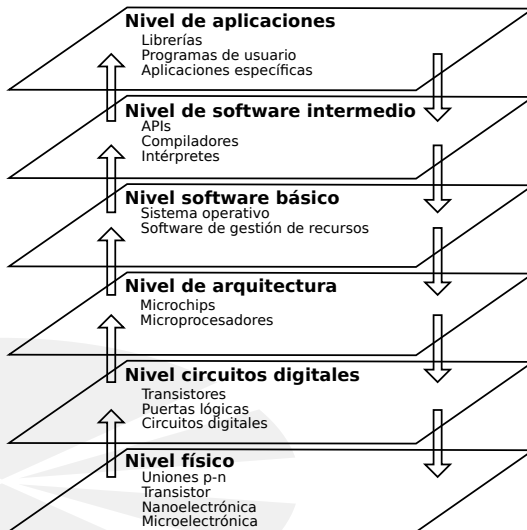 Nivel de aplicaciones
Librerías
Programas de usuario
Aplicaciones específicas
Nivel de software intermedio
APIs
Compiladores
Intérpretes
Nivel software básico
Sistema operativo
Software de gestión de recursos
Nivel de arquitectura
Microchips
Microprocesadores
Nivel circuitos digitales
Transistores
Puertas lógicas
Circuitos digitales
Nivel físico
Uniones p-n
Transistor
Nanoelectrónica
Microelectrónica